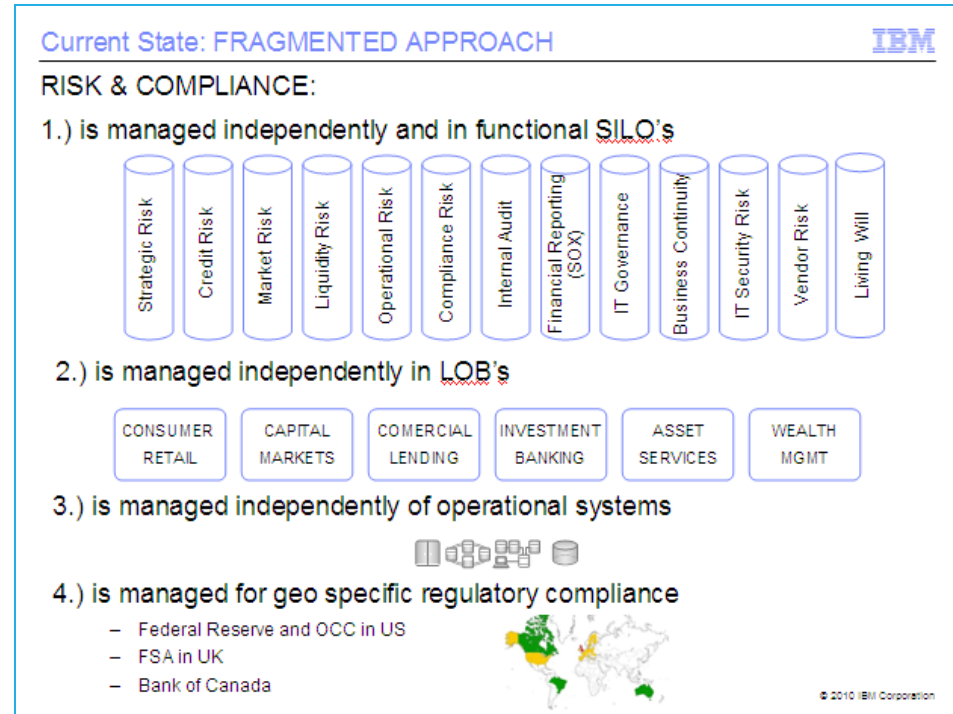 Current State: FRAGMENTED APPROACH
IBM
RISK & COMPLIANCE:
1.) is managed independently and in functional SILO's
Strategic Risk
Credit Risk
Market Risk
Liquidity Risk
Operational Risk
Compliance Risk
Internal Audit
Financial Reporting
(SOX)
IT Governance
Business Continuity
IT Security Risk
Vendor Risk
Living Will
2.) is managed independently in LOB's
CONSUMER
RETAIL
CAPITAL
MARKETS
COMERCIAL
LENDING
INVESTMENT
BANKING
ASSET
SERVICES
WEALTH
MGMT
3.) is managed independently of operational systems
4.) is managed for geo specific regulatory compliance
– Federal Reserve and OCC in US
– FSA in UK
– Bank of Canada
© 2010 IBM Corporation